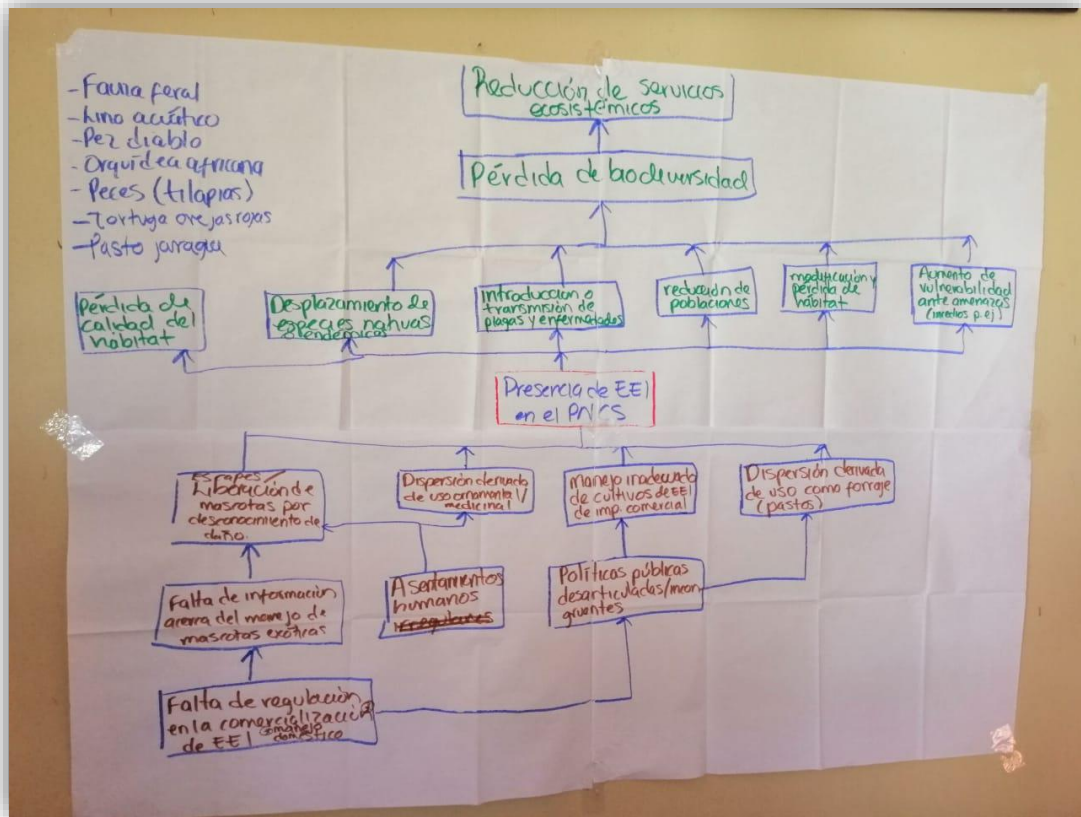 - Fauna feral
- Lirio acuático
- Pez diablo
- Orquídea africana
- Peces (tilapias)
- Tortuga orejas rojas
- Pasto jaragua
Reducción de servicios
ecosistémicos
Pérdida de biodiversidad
Pérdida de
calidad del
hábitat
Desplazamiento de
especies nativas
o endémicas
Introducción o
transmisión de
plagas y enfermedades
reducción de
poblaciones
modificación y
pérdida de
hábitat
Aumento de
vulnerabilidad
ante amenazas
(incendios p.ej)
Presencia de EEI
en el PNCS
Escapes/
Liberación de
mascotas por
desconocimiento de
daño.
Dispersión derivada
de uso ornamental/
medicinal
Manejo inadecuado
de cultivos de EEI
de imp. comercial
Dispersión derivada
de uso como forraje
(pastos)
Falta de información
acerca del manejo de
mascotas exóticas
Asentamientos
humanos
irregulares
Políticas públicas
desarticuladas/incon
gruentes
Falta de regulación
en la comercialización
de EEI manejo
doméstico